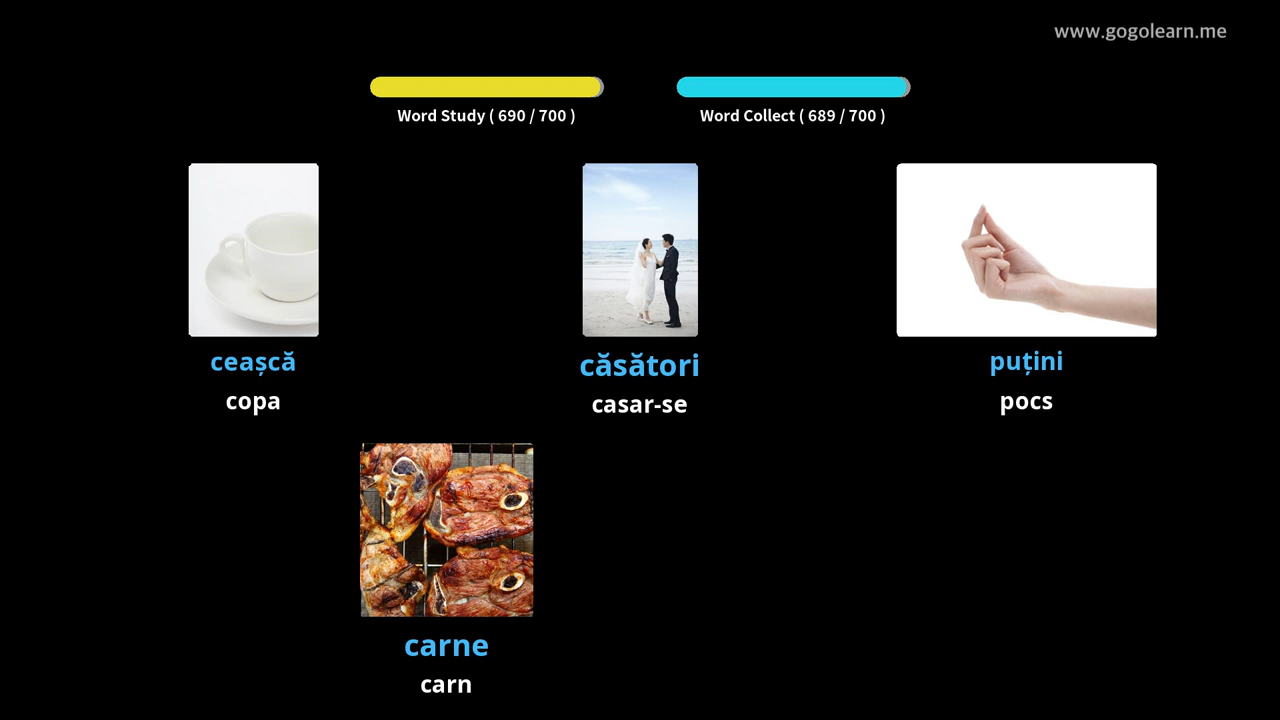 www.gogolearn.me
Word Study ( 690 / 700 )
Word Collect ( 689 / 700 )
ceașcă
copa
căsători
casar-se
puțini
pocs
carne
carn